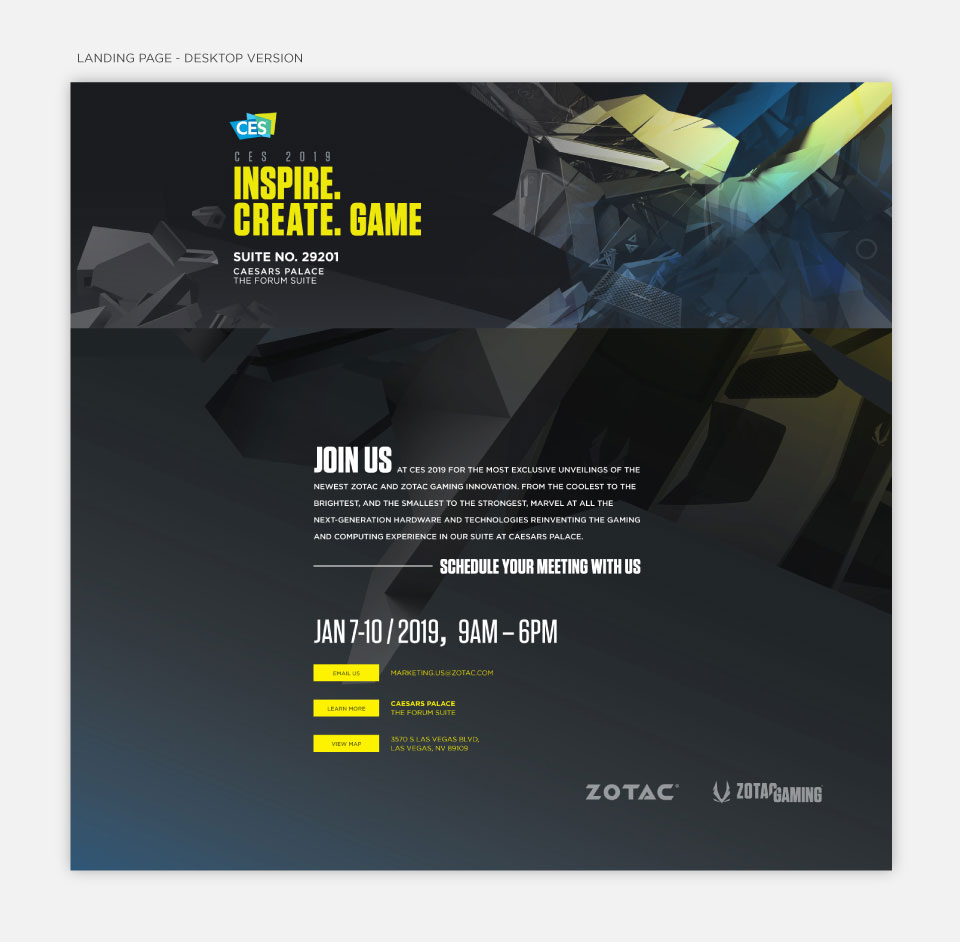 LANDING PAGE - DESKTOP VERSION
CES
CES 2019
INSPIRE.
CREATE. GAME
SUITE NO. 29201
CAESARS PALACE
THE FORUM SUITE
JOIN US AT CES 2019 FOR THE MOST EXCLUSIVE UNVEILINGS OF THE
NEWEST ZOTAC AND ZOTAC GAMING INNOVATION. FROM THE COOLEST TO THE
BRIGHTEST, AND THE SMALLEST TO THE STRONGEST, MARVEL AT ALL THE
NEXT-GENERATION HARDWARE AND TECHNOLOGIES REINVENTING THE GAMING
AND COMPUTING EXPERIENCE IN OUR SUITE AT CAESARS PALACE.
SCHEDULE YOUR MEETING WITH US
JAN 7-10 / 2019, 9AM – 6PM
EMAIL US MARKETING.US@ZOTAC.COM
LEARN MORE CAESARS PALACE
THE FORUM SUITE
VIEW MAP 3570 S LAS VEGAS BLVD,
LAS VEGAS, NV 89109
ZOTAC® ZOTAC GAMING